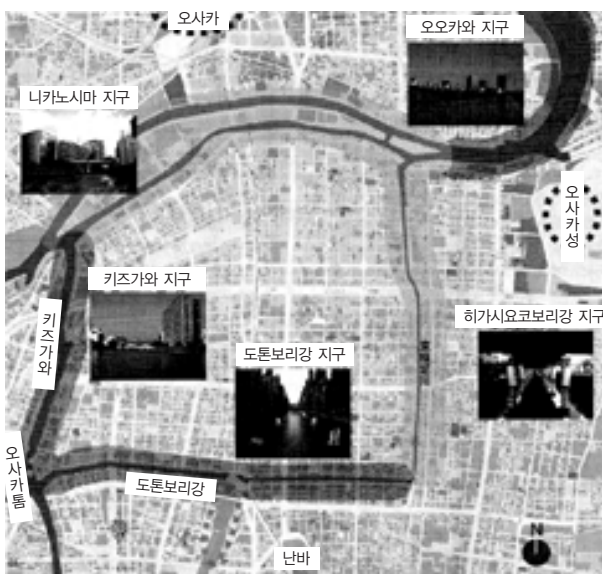 오사카
오오카와 지구
니카노시마 지구
오사카성
키즈가와 지구
키즈가와
히가시요코보리강 지구
도톤보리강 지구
오사카톰
도톤보리강
난바
N